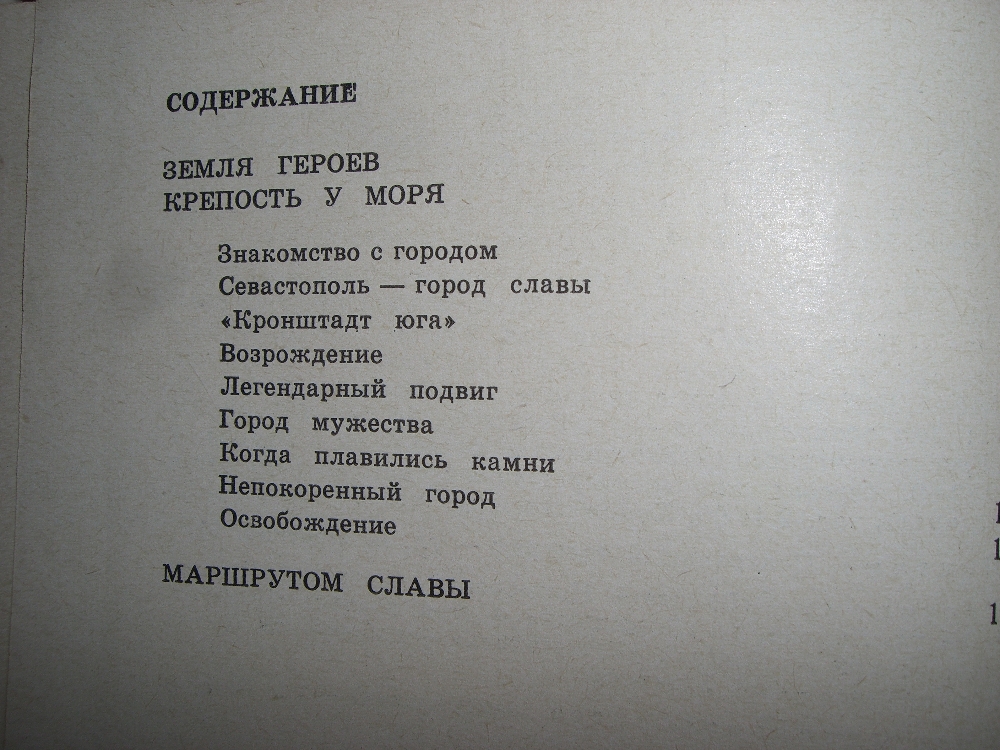 СОДЕРЖАНИЕ
ЗЕМЛЯ ГЕРОЕВ
КРЕПОСТЬ У МОРЯ
Знакомство с городом
Севастополь — город славы
«Кронштадт юга»
Возрождение
Легендарный подвиг
Город мужества
Когда плавились камни
Непокоренный город
Освобождение
МАРШРУТОМ СЛАВЫ